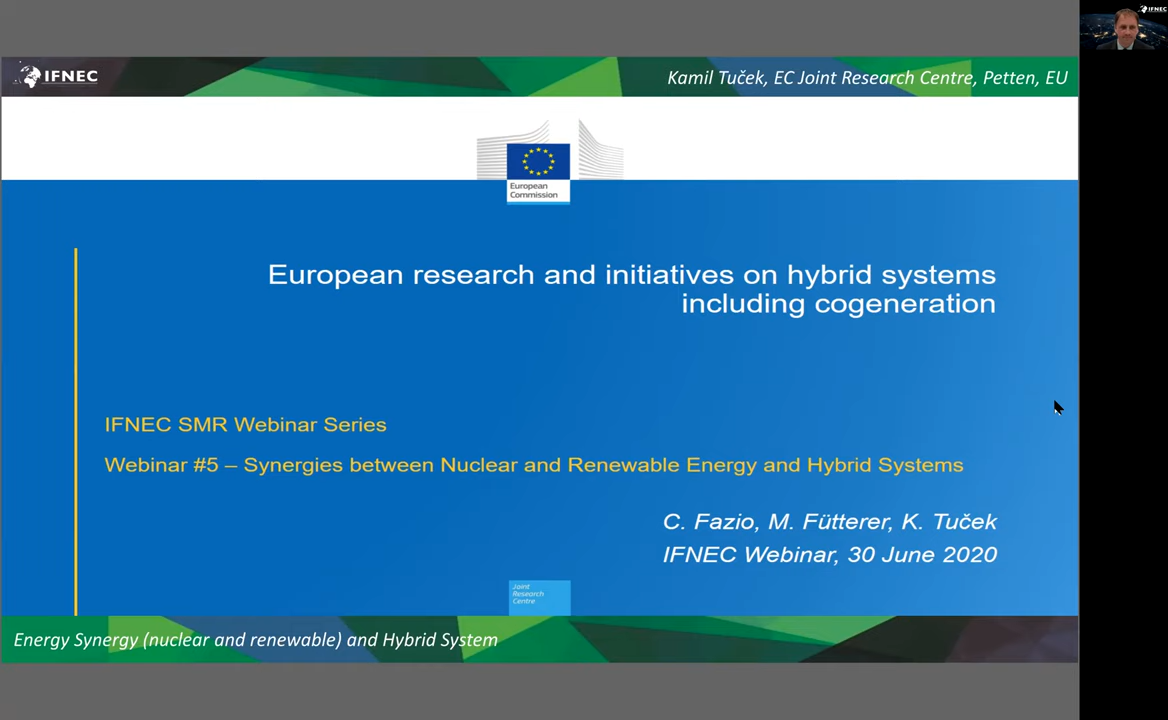 IFNEC
IFNEC
Kamil Tuček, EC Joint Research Centre, Petten, EU
European
Commission
European research and initiatives on hybrid systems
including cogeneration
IFNEC SMR Webinar Series
Webinar #5 – Synergies between Nuclear and Renewable Energy and Hybrid Systems
C. Fazio, M. Fütterer, K. Tuček
IFNEC Webinar, 30 June 2020
Joint
Research
Centre
Energy Synergy (nuclear and renewable) and Hybrid System